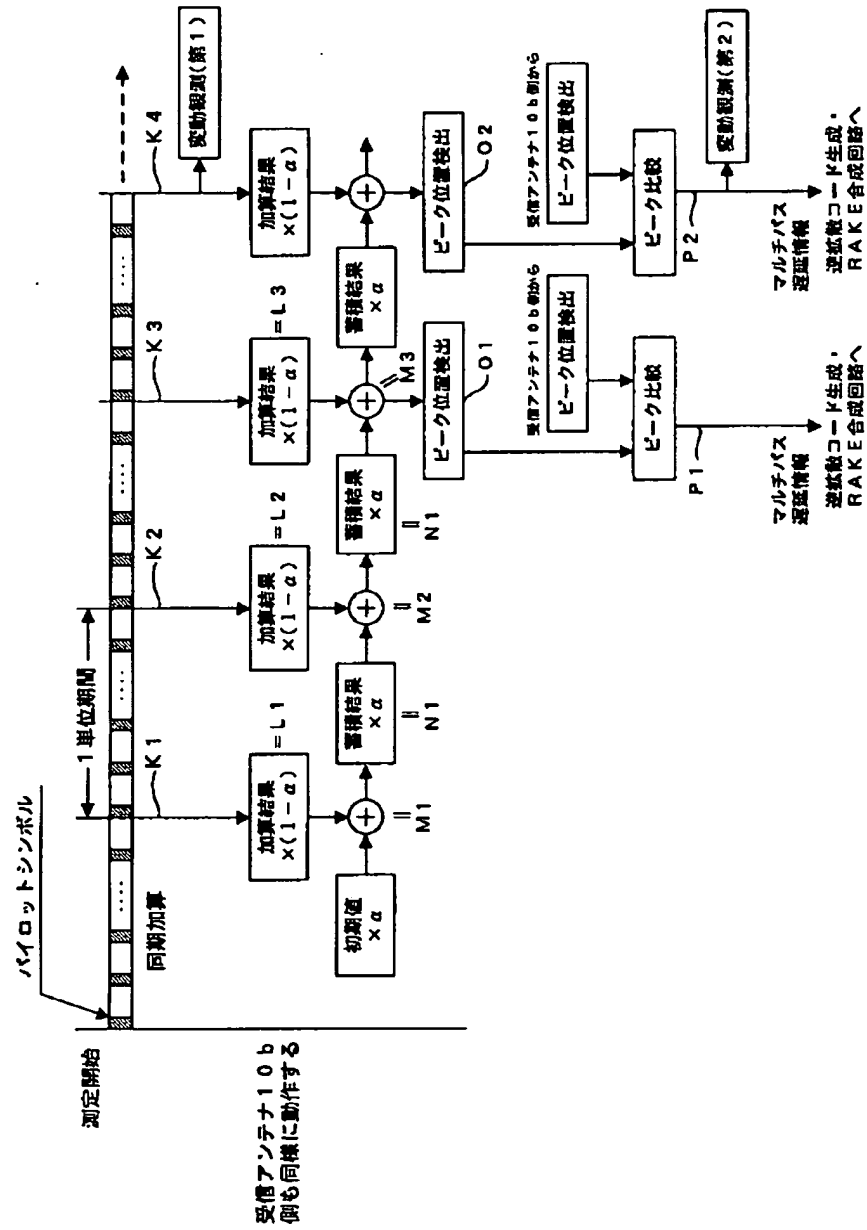 パイロットシンボル
測定開始
1単位期間
‥‥
‥‥
‥‥
‥‥
同期加算
K1
K2
K3
K4
変動観測(第1)
受信アンテナ10b
側も同様に動作する
加算結果
×(1-α)
=L1
加算結果
×(1-α)
=L2
加算結果
×(1-α)
=L3
加算結果
×(1-α)
初期値
×α
+
=
M1
蓄積結果
×α
=
N1
+
=
M2
蓄積結果
×α
=
N1
+
=
M3
蓄積結果
×α
+
ピーク位置検出
O1
ピーク位置検出
O2
受信アンテナ10b側から
ピーク位置検出
受信アンテナ10b側から
ピーク位置検出
ピーク比較
ピーク比較
P1
P2
変動観測(第2)
マルチパス
遅延情報
マルチパス
遅延情報
逆拡散コード生成・
RAKE合成回路へ
逆拡散コード生成・
RAKE合成回路へ